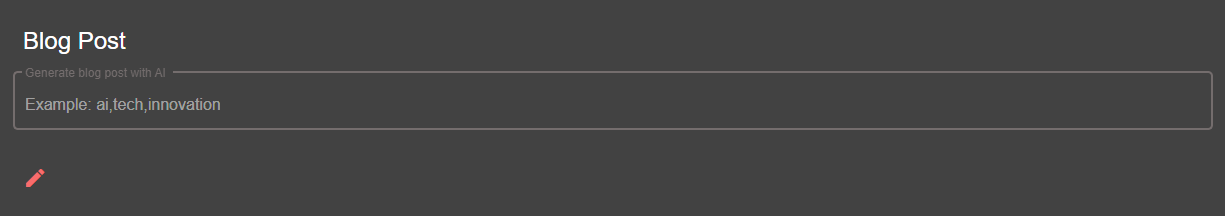 Blog Post
Generate blog post with AI
Example: ai,tech,innovation